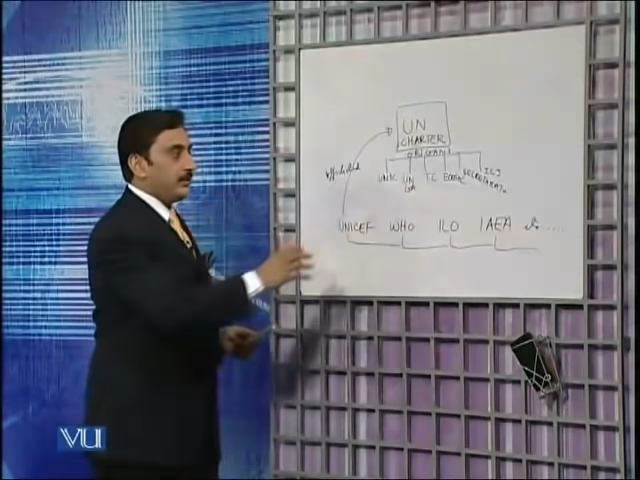 UN
CHARTER
ORGANS
ICJ
UNSC UN TC ECOSOC SECRETARIAT
GA
UNICEF WHO ILO IAEA & .....
VU